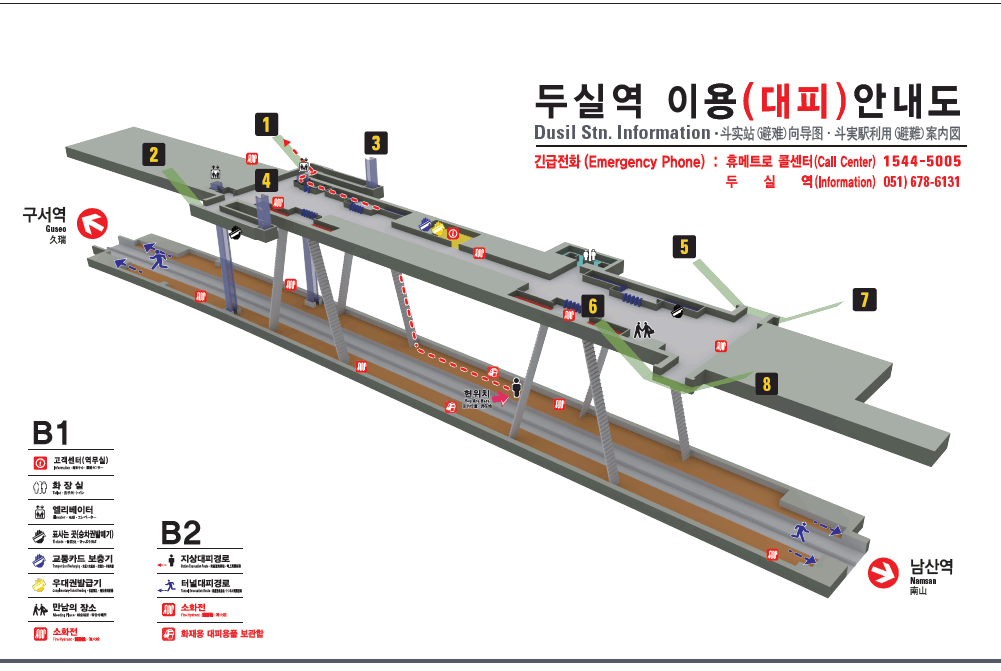 두실역 이용(대피)안내도
Dusil Stn. Information · 斗实站(避难)向导图 · 斗実駅利用(避難)案内図
긴급전화 (Emergency Phone) : 휴메트로 콜센터(Call Center) 1544-5005
두 실 역(Information) 051) 678-6131
1
2
3
4
구서역
Guseo
久瑞
5
6
7
8
현위치
You Are Here
남산역
Namsan
南山
B1
고객센터(역무실)
화장실
엘리베이터
표사는 곳(승차권발매기)
교통카드 보충기
우대권발급기
만남의 장소
소화전
B2
지상대피경로
터널대피경로
소화전
화재용 대피용품 보관함